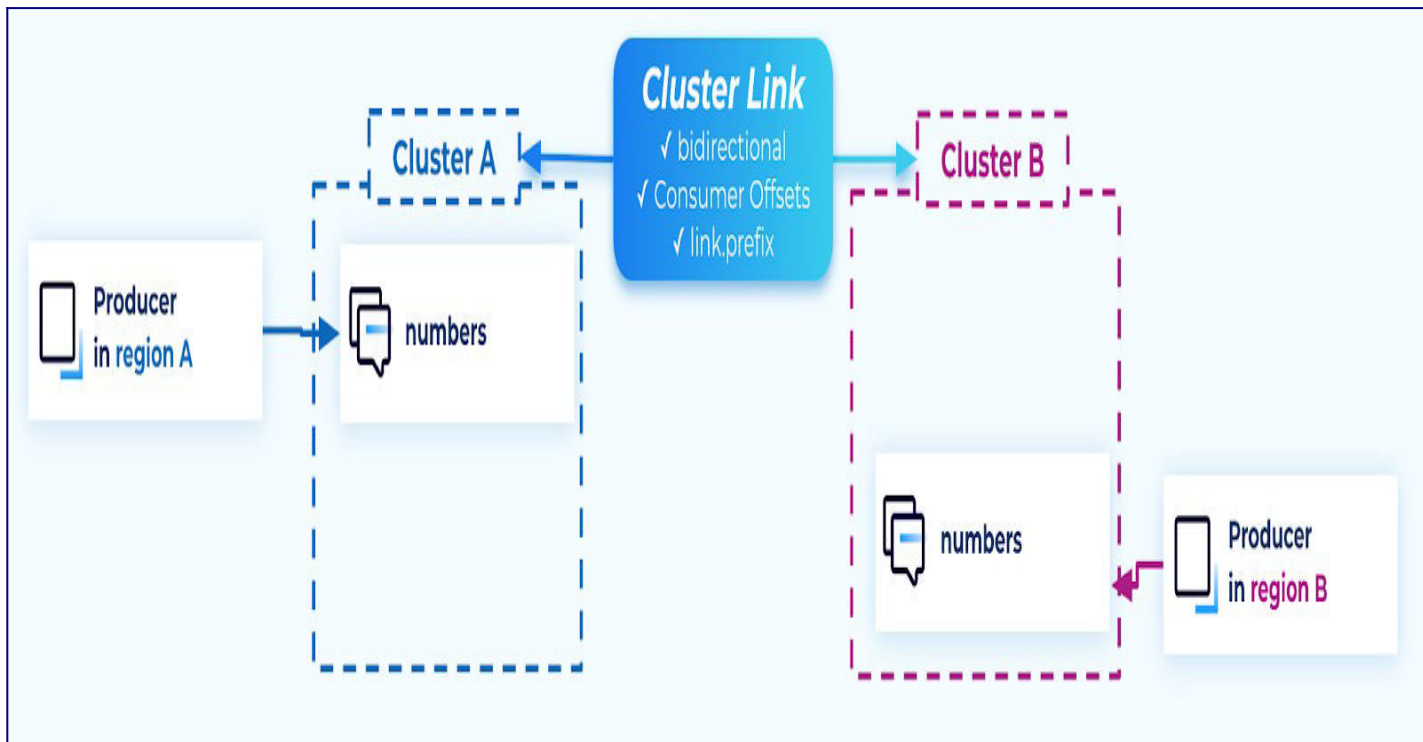 Cluster Link
✓ bidirectional
✓ Consumer Offsets
✓ link.prefix
Cluster A
Cluster B
Producer
in region A
numbers
numbers
Producer
in region B